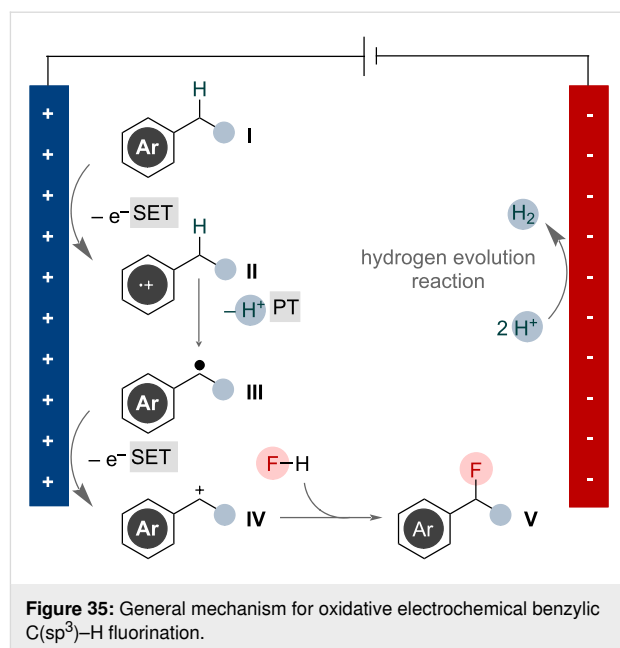 H
Ar
I
– e⁻ SET
H
·+
II
– H⁺ PT
Ar
III
– e⁻ SET
Ar
+
IV
F–H
F
Ar
V
H₂
hydrogen evolution
reaction
2 H⁺
+
+
+
+
+
+
+
+
+
+
-
-
-
-
-
-
-
-
-
-
Figure 35: General mechanism for oxidative electrochemical benzylic
C(sp³)–H fluorination.